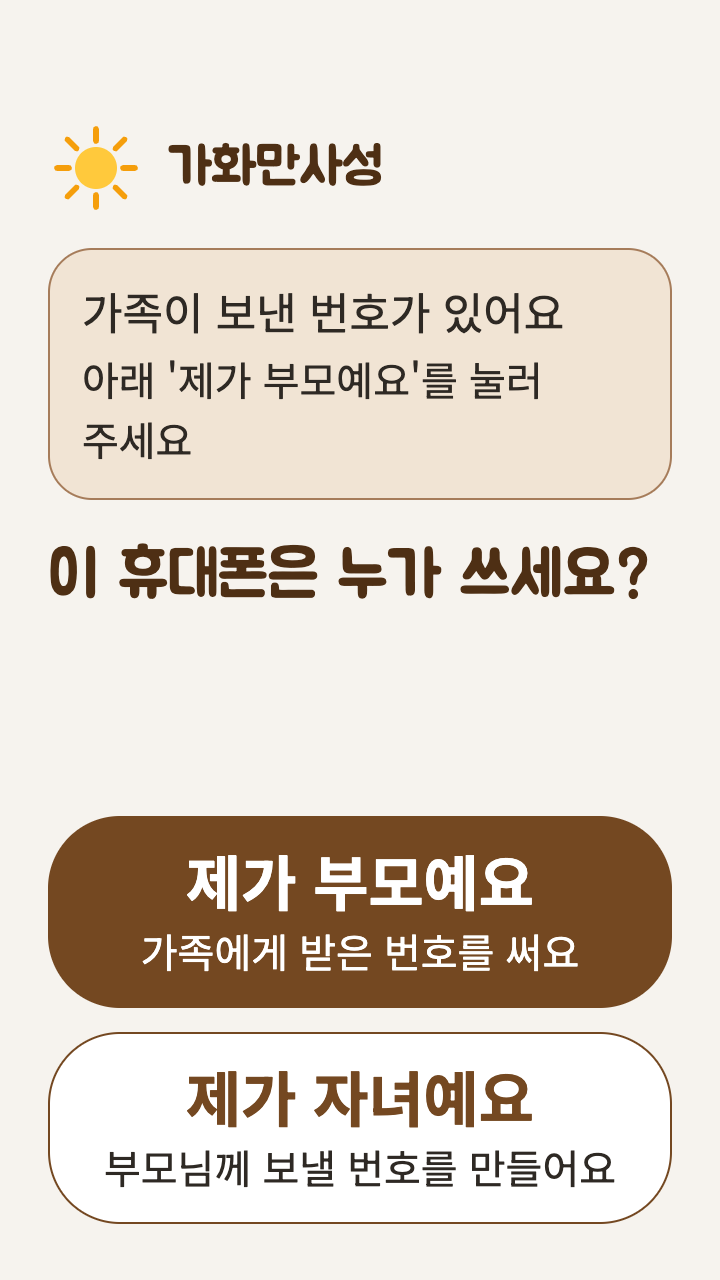 가화만사성
가족이 보낸 번호가 있어요
아래 '제가 부모예요'를 눌러
주세요
이 휴대폰은 누가 쓰세요?
제가 부모예요
가족에게 받은 번호를 써요
제가 자녀예요
부모님께 보낼 번호를 만들어요